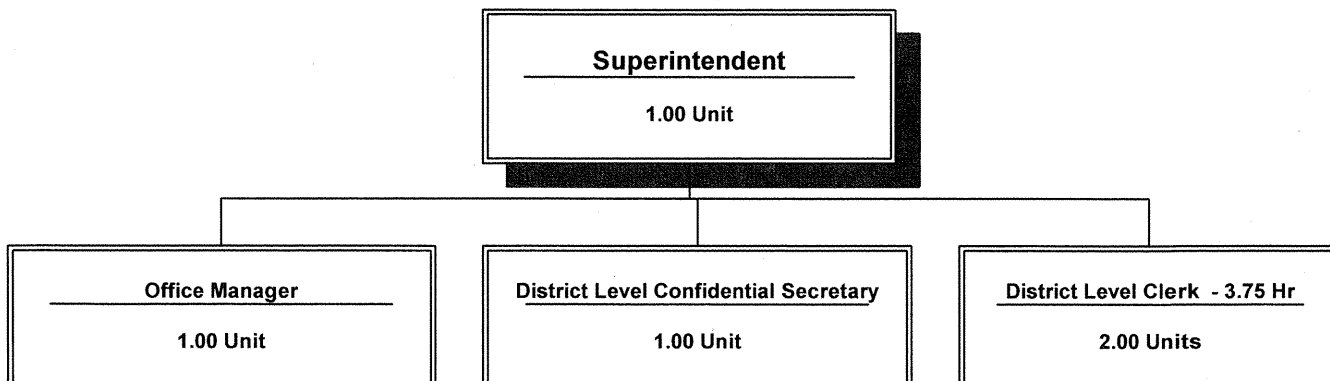 Superintendent
1.00 Unit
Office Manager
1.00 Unit
District Level Confidential Secretary
1.00 Unit
District Level Clerk - 3.75 Hr
2.00 Units